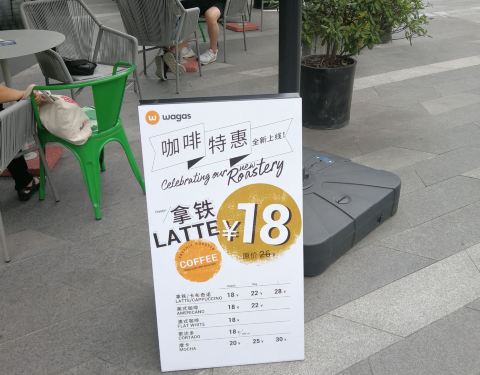 wagas
咖啡 特惠 全新上线!
Celebrating our new Roastery
拿铁
LATTE ¥18
COFFEE
原价26
拿铁/卡布奇诺 18 22 28
LATTE/CAPPUCCINO
美式咖啡 18 22
AMERICANO
澳式咖啡 18
FLAT WHITE
18
CORTADO
摩卡 20 25 30
MOCHA